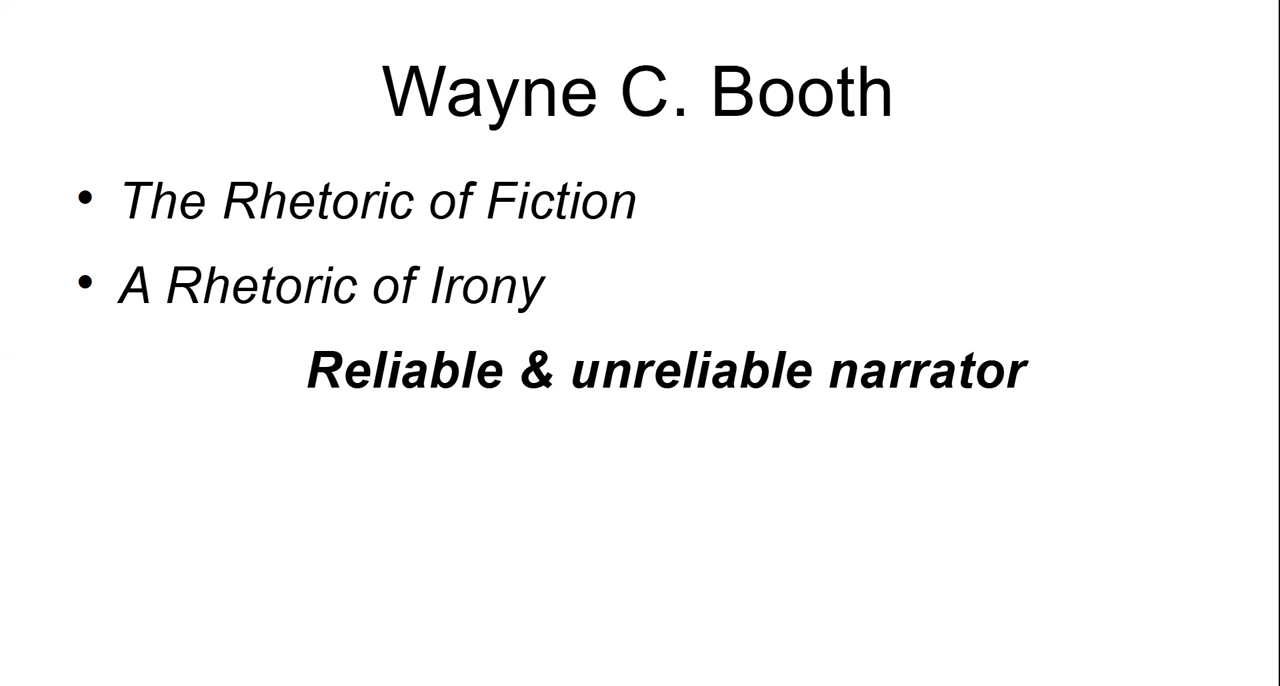 Wayne C. Booth
• The Rhetoric of Fiction
• A Rhetoric of Irony
Reliable & unreliable narrator